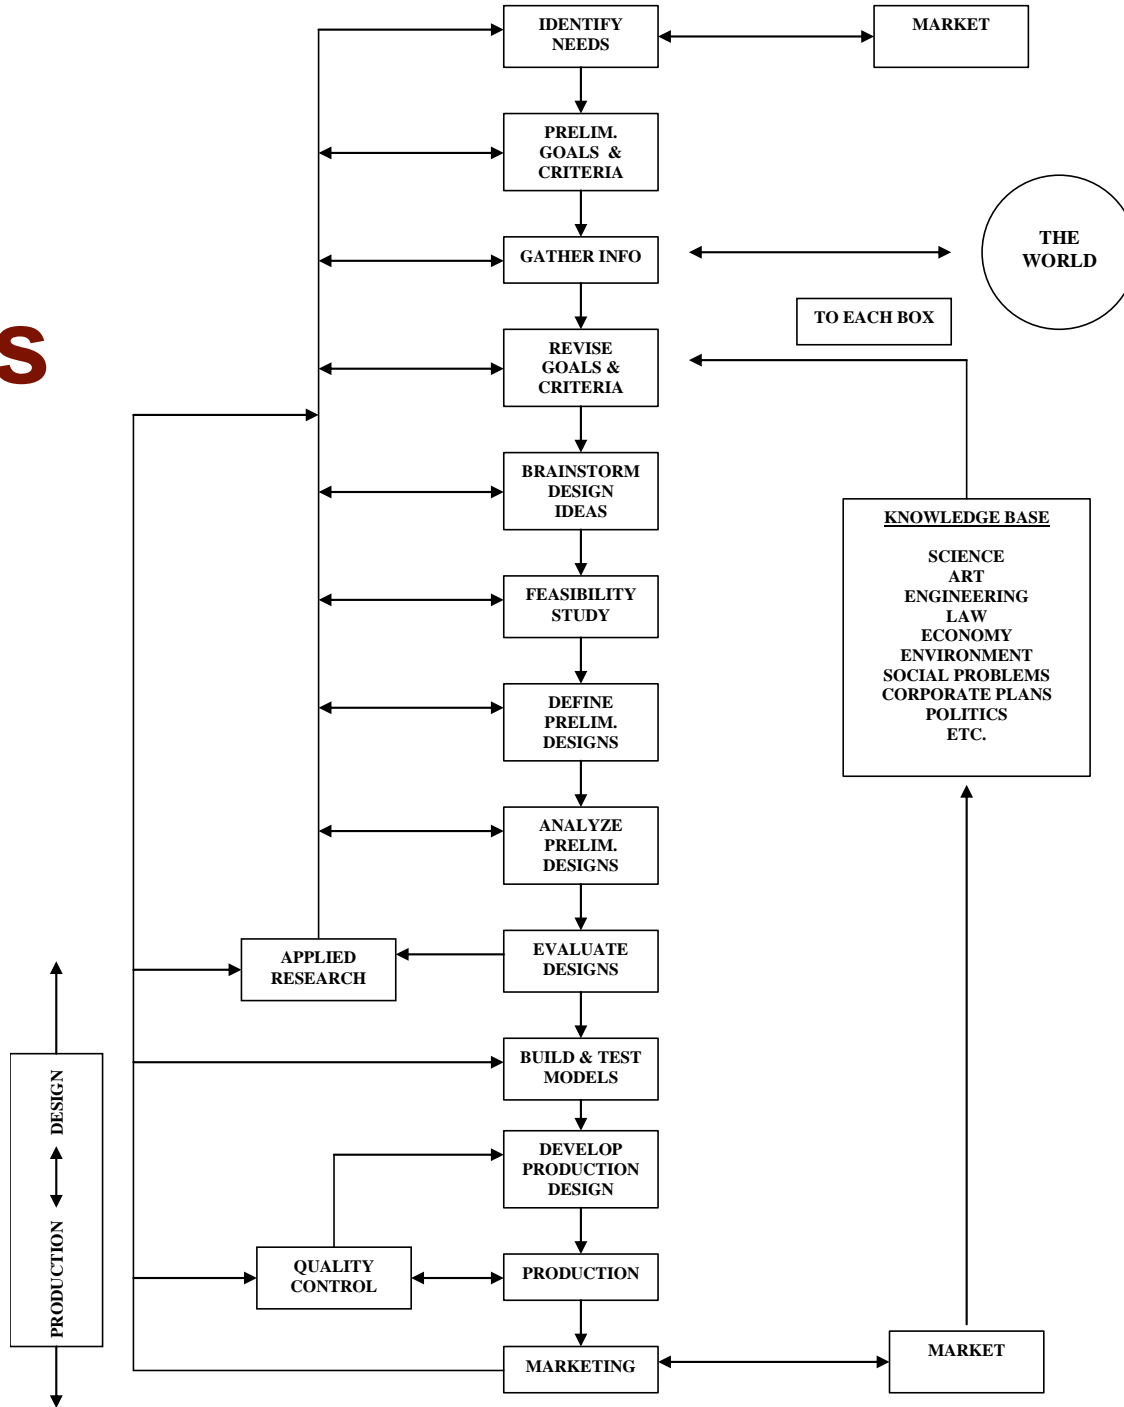 IDENTIFY
NEEDS
MARKET
PRELIM.
GOALS &
CRITERIA
GATHER INFO
THE
WORLD
TO EACH BOX
s
REVISE
GOALS &
CRITERIA
BRAINSTORM
DESIGN
IDEAS
KNOWLEDGE BASE
SCIENCE
ART
ENGINEERING
LAW
ECONOMY
ENVIRONMENT
SOCIAL PROBLEMS
CORPORATE PLANS
POLITICS
ETC.
FEASIBILITY
STUDY
DEFINE
PRELIM.
DESIGNS
ANALYZE
PRELIM.
DESIGNS
APPLIED
RESEARCH
EVALUATE
DESIGNS
BUILD & TEST
MODELS
PRODUCTION DESIGN
DEVELOP
PRODUCTION
DESIGN
QUALITY
CONTROL
PRODUCTION
MARKETING
MARKET